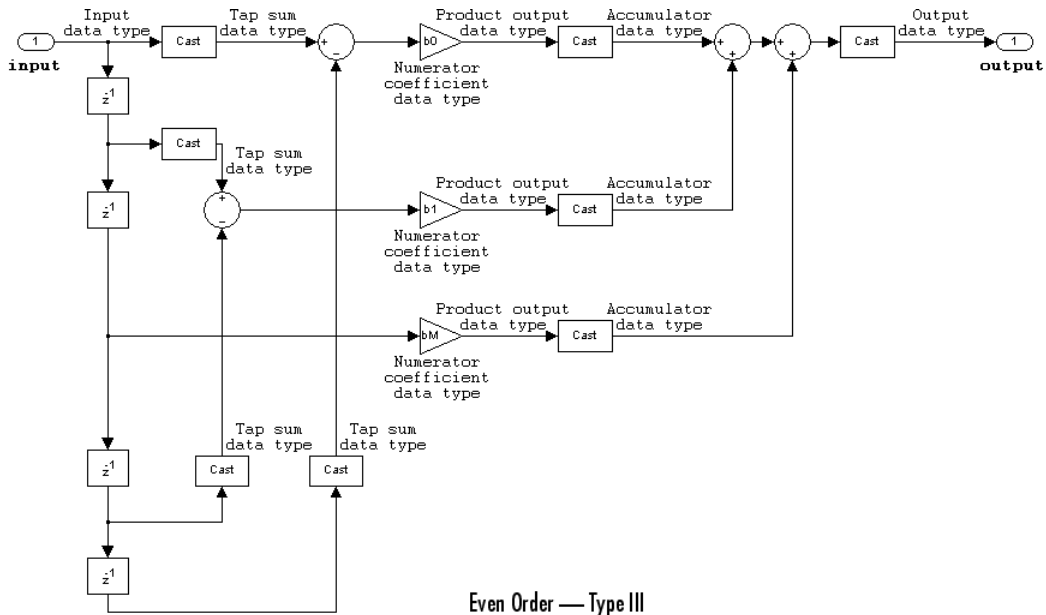 Input
data type
Tap sum
data type
Product output
data type
Accumulator
data type
Output
data type
1
Cast
+
−
b0
Cast
+
+
+
+
Cast
1
input
output
Numerator
coefficient
data type
z-1
Cast
Tap sum
data type
z-1
+
−
Product output
data type
Accumulator
data type
b1
Cast
Numerator
coefficient
data type
Product output
data type
Accumulator
data type
bM
Cast
Numerator
coefficient
data type
Tap sum
data type
Tap sum
data type
z-1
Cast
Cast
z-1
Even Order — Type III